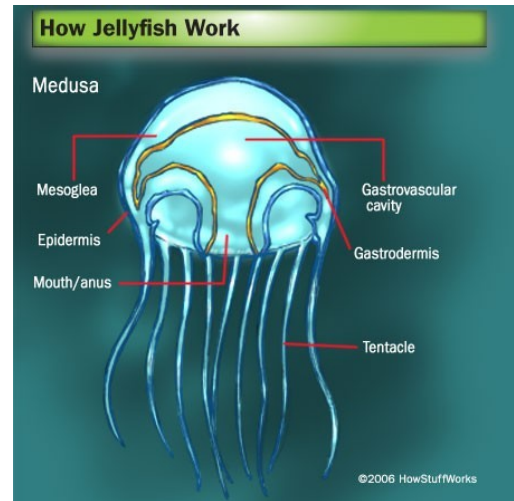 How Jellyfish Work
Medusa
Mesoglea
Epidermis
Mouth/anus
Gastrovascular
cavity
Gastrodermis
Tentacle
©2006 HowStuffWorks